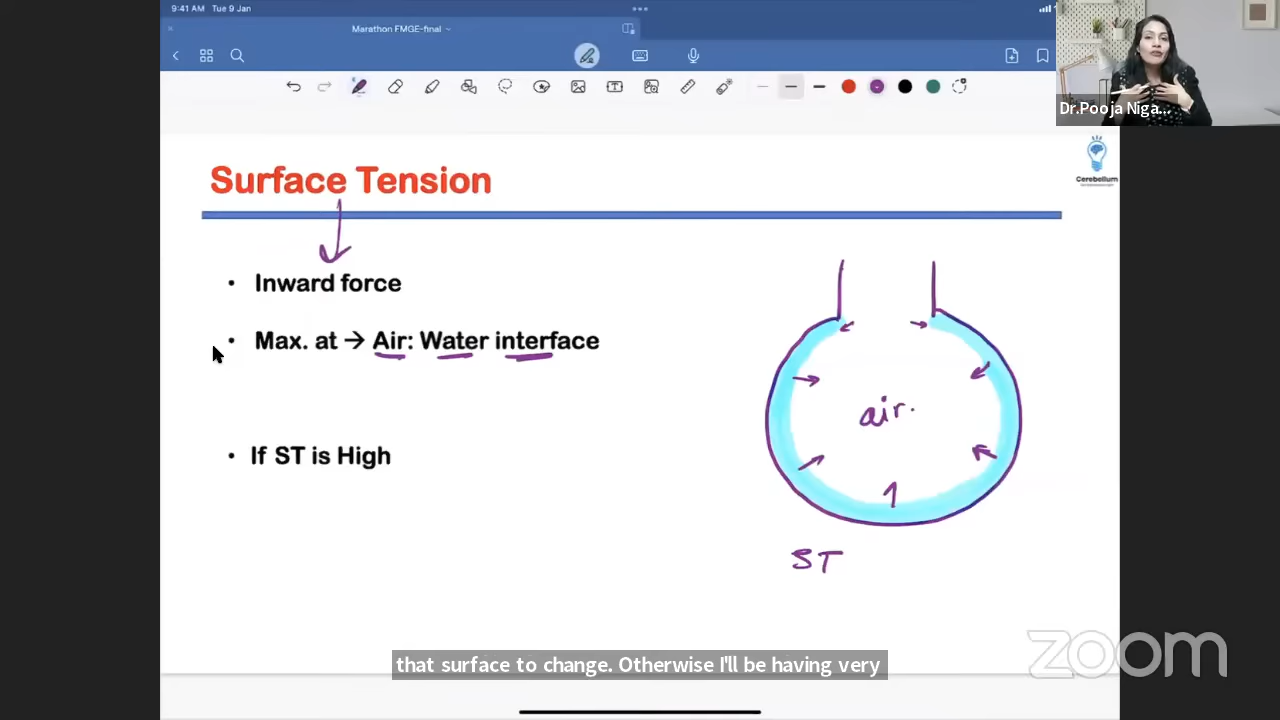 9:41 AM Tue 9 Jan
Marathon FMGE-final
Dr.Pooja Niga...
Cerebellum
Surface Tension
• Inward force
• Max. at → Air: Water interface
air.
• If ST is High
ST
that surface to change. Otherwise I'll be having very
zoom